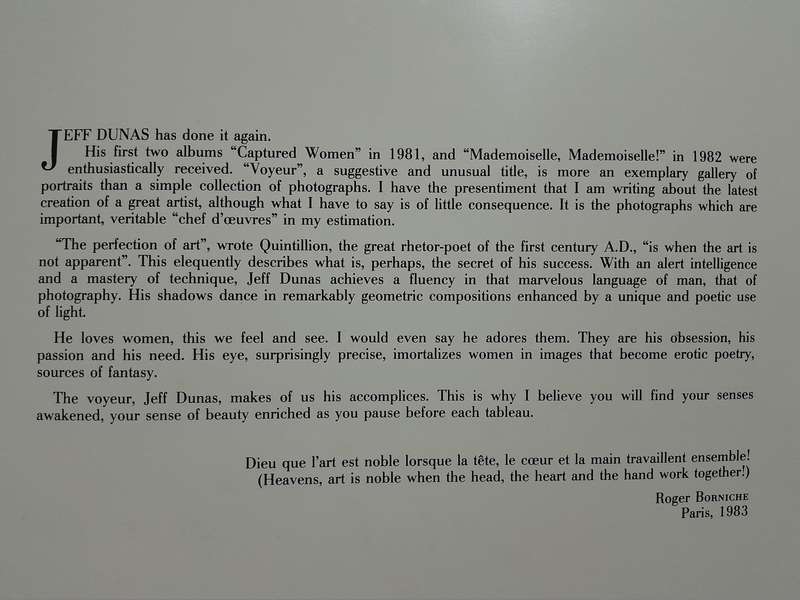 JEFF DUNAS has done it again.
His first two albums “Captured Women” in 1981, and “Mademoiselle, Mademoiselle!” in 1982 were
enthusiastically received. “Voyeur”, a suggestive and unusual title, is more an exemplary gallery of
portraits than a simple collection of photographs. I have the presentiment that I am writing about the latest
creation of a great artist, although what I have to say is of little consequence. It is the photographs which are
important, veritable “chef d’œuvres” in my estimation.
“The perfection of art”, wrote Quintillion, the great rhetor-poet of the first century A.D., “is when the art is
not apparent”. This elequently describes what is, perhaps, the secret of his success. With an alert intelligence
and a mastery of technique, Jeff Dunas achieves a fluency in that marvelous language of man, that of
photography. His shadows dance in remarkably geometric compositions enhanced by a unique and poetic use
of light.
He loves women, this we feel and see. I would even say he adores them. They are his obsession, his
passion and his need. His eye, surprisingly precise, imortalizes women in images that become erotic poetry,
sources of fantasy.
The voyeur, Jeff Dunas, makes of us his accomplices. This is why I believe you will find your senses
awakened, your sense of beauty enriched as you pause before each tableau.
Dieu que l’art est noble lorsque la tête, le cœur et la main travaillent ensemble!
(Heavens, art is noble when the head, the heart and the hand work together!)
Roger BORNICHE
Paris, 1983